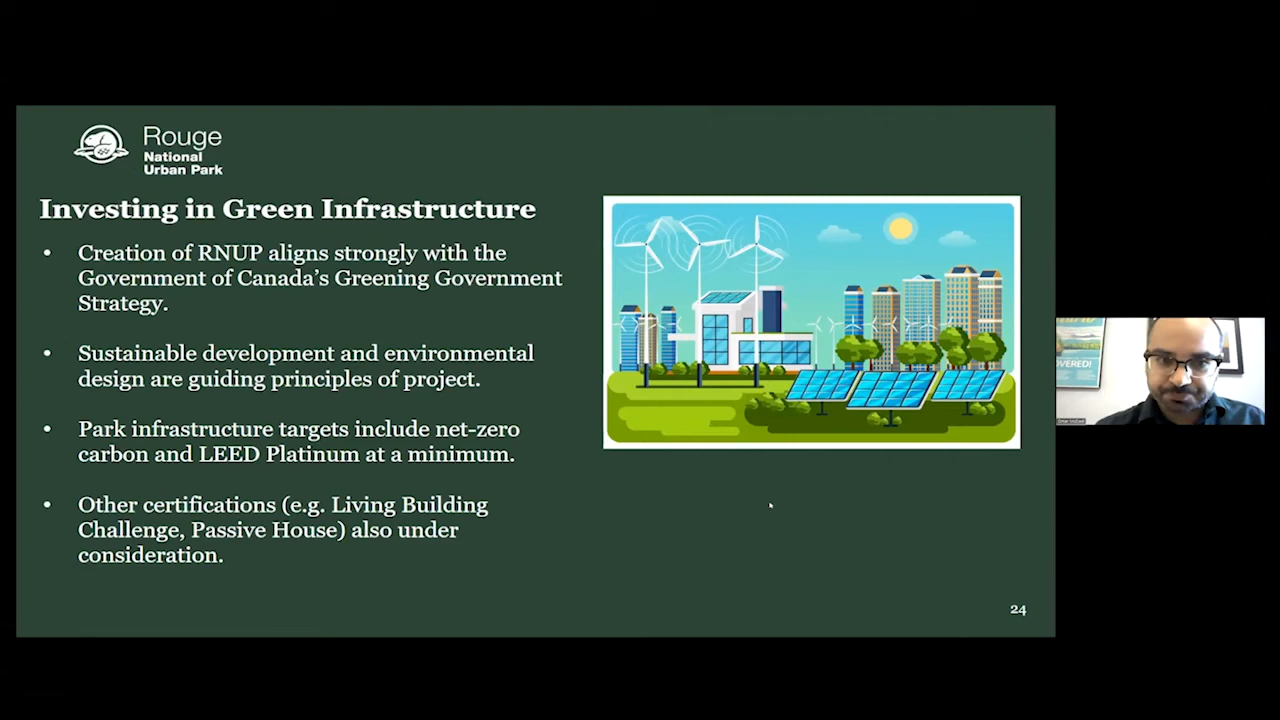 Rouge
National
Urban Park
Investing in Green Infrastructure
• Creation of RNUP aligns strongly with the
Government of Canada’s Greening Government
Strategy.
• Sustainable development and environmental
design are guiding principles of project.
• Park infrastructure targets include net-zero
carbon and LEED Platinum at a minimum.
• Other certifications (e.g. Living Building
Challenge, Passive House) also under
consideration.
24
OVERED!